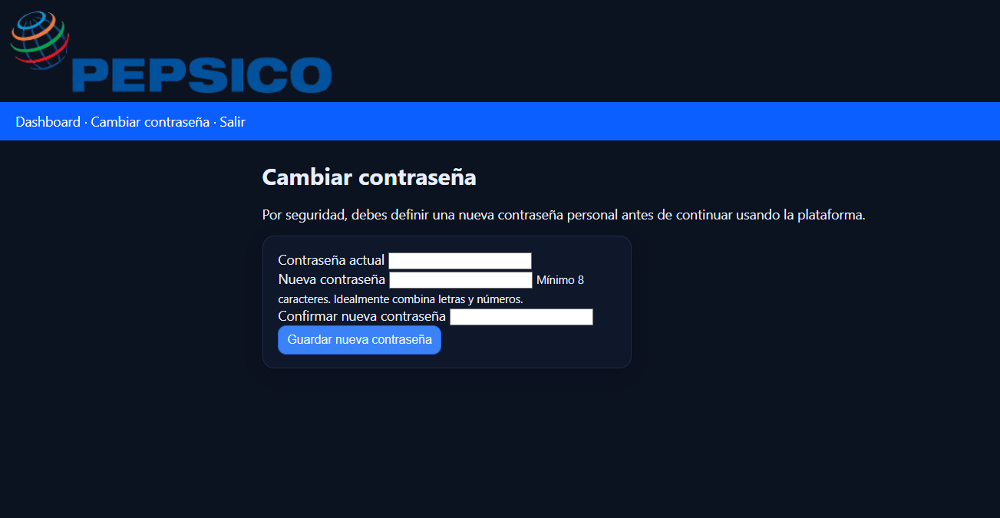 PEPSICO
Dashboard · Cambiar contraseña · Salir
Cambiar contraseña
Por seguridad, debes definir una nueva contraseña personal antes de continuar usando la plataforma.
Contraseña actual
Nueva contraseña Mínimo 8
caracteres. Idealmente combina letras y números.
Confirmar nueva contraseña
Guardar nueva contraseña